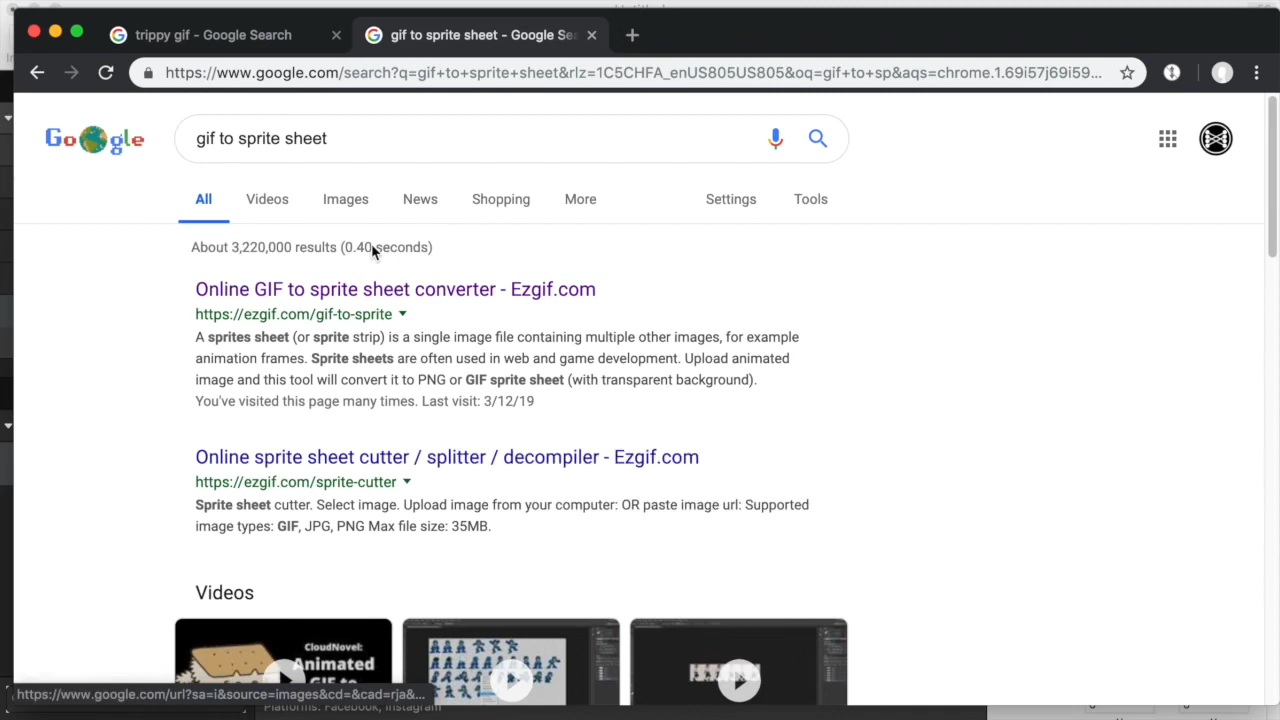 trippy gif - Google Search
gif to sprite sheet - Google Sea
https://www.google.com/search?q=gif+to+sprite+sheet&rlz=1C5CHFA_enUS805US805&oq=gif+to+sp&aqs=chrome.1.69i57j69i59...
Google
gif to sprite sheet
All Videos Images News Shopping More Settings Tools
About 3,220,000 results (0.40 seconds)
Online GIF to sprite sheet converter - Ezgif.com
https://ezgif.com/gif-to-sprite
A sprites sheet (or sprite strip) is a single image file containing multiple other images, for example
animation frames. Sprite sheets are often used in web and game development. Upload animated
image and this tool will convert it to PNG or GIF sprite sheet (with transparent background).
You've visited this page many times. Last visit: 3/12/19
Online sprite sheet cutter / splitter / decompiler - Ezgif.com
https://ezgif.com/sprite-cutter
Sprite sheet cutter. Select image. Upload image from your computer: OR paste image url: Supported
image types: GIF, JPG, PNG Max file size: 35MB.
Videos
CloudNovel:
Animated
GIF to
https://www.google.com/url?sa=i&source=images&cd=&cad=rja&...
Platforms: Facebook, Instagram